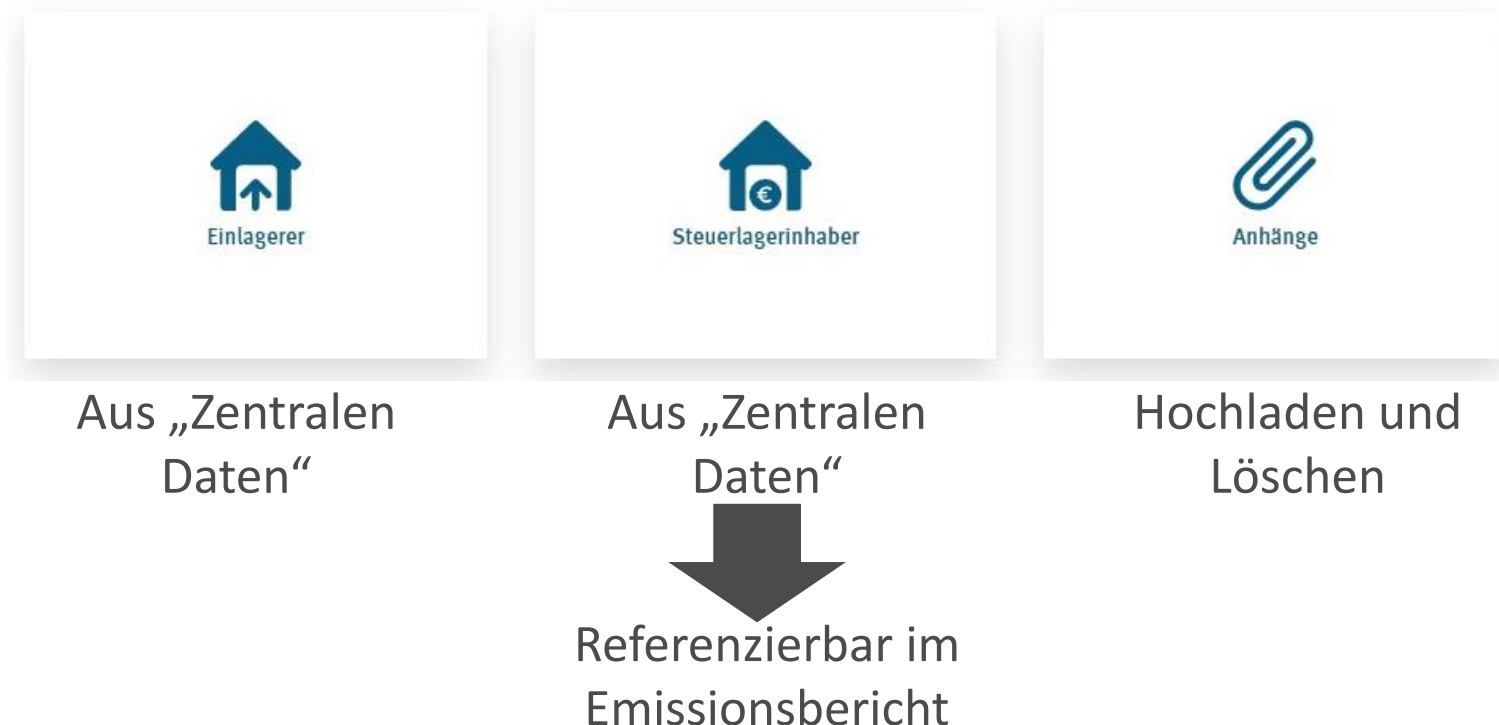 Einlagerer
Steuerlagerinhaber
€
Anhänge
Aus „Zentralen
Daten“
Aus „Zentralen
Daten“
Hochladen und
Löschen
Referenzierbar im
Emissionsbericht